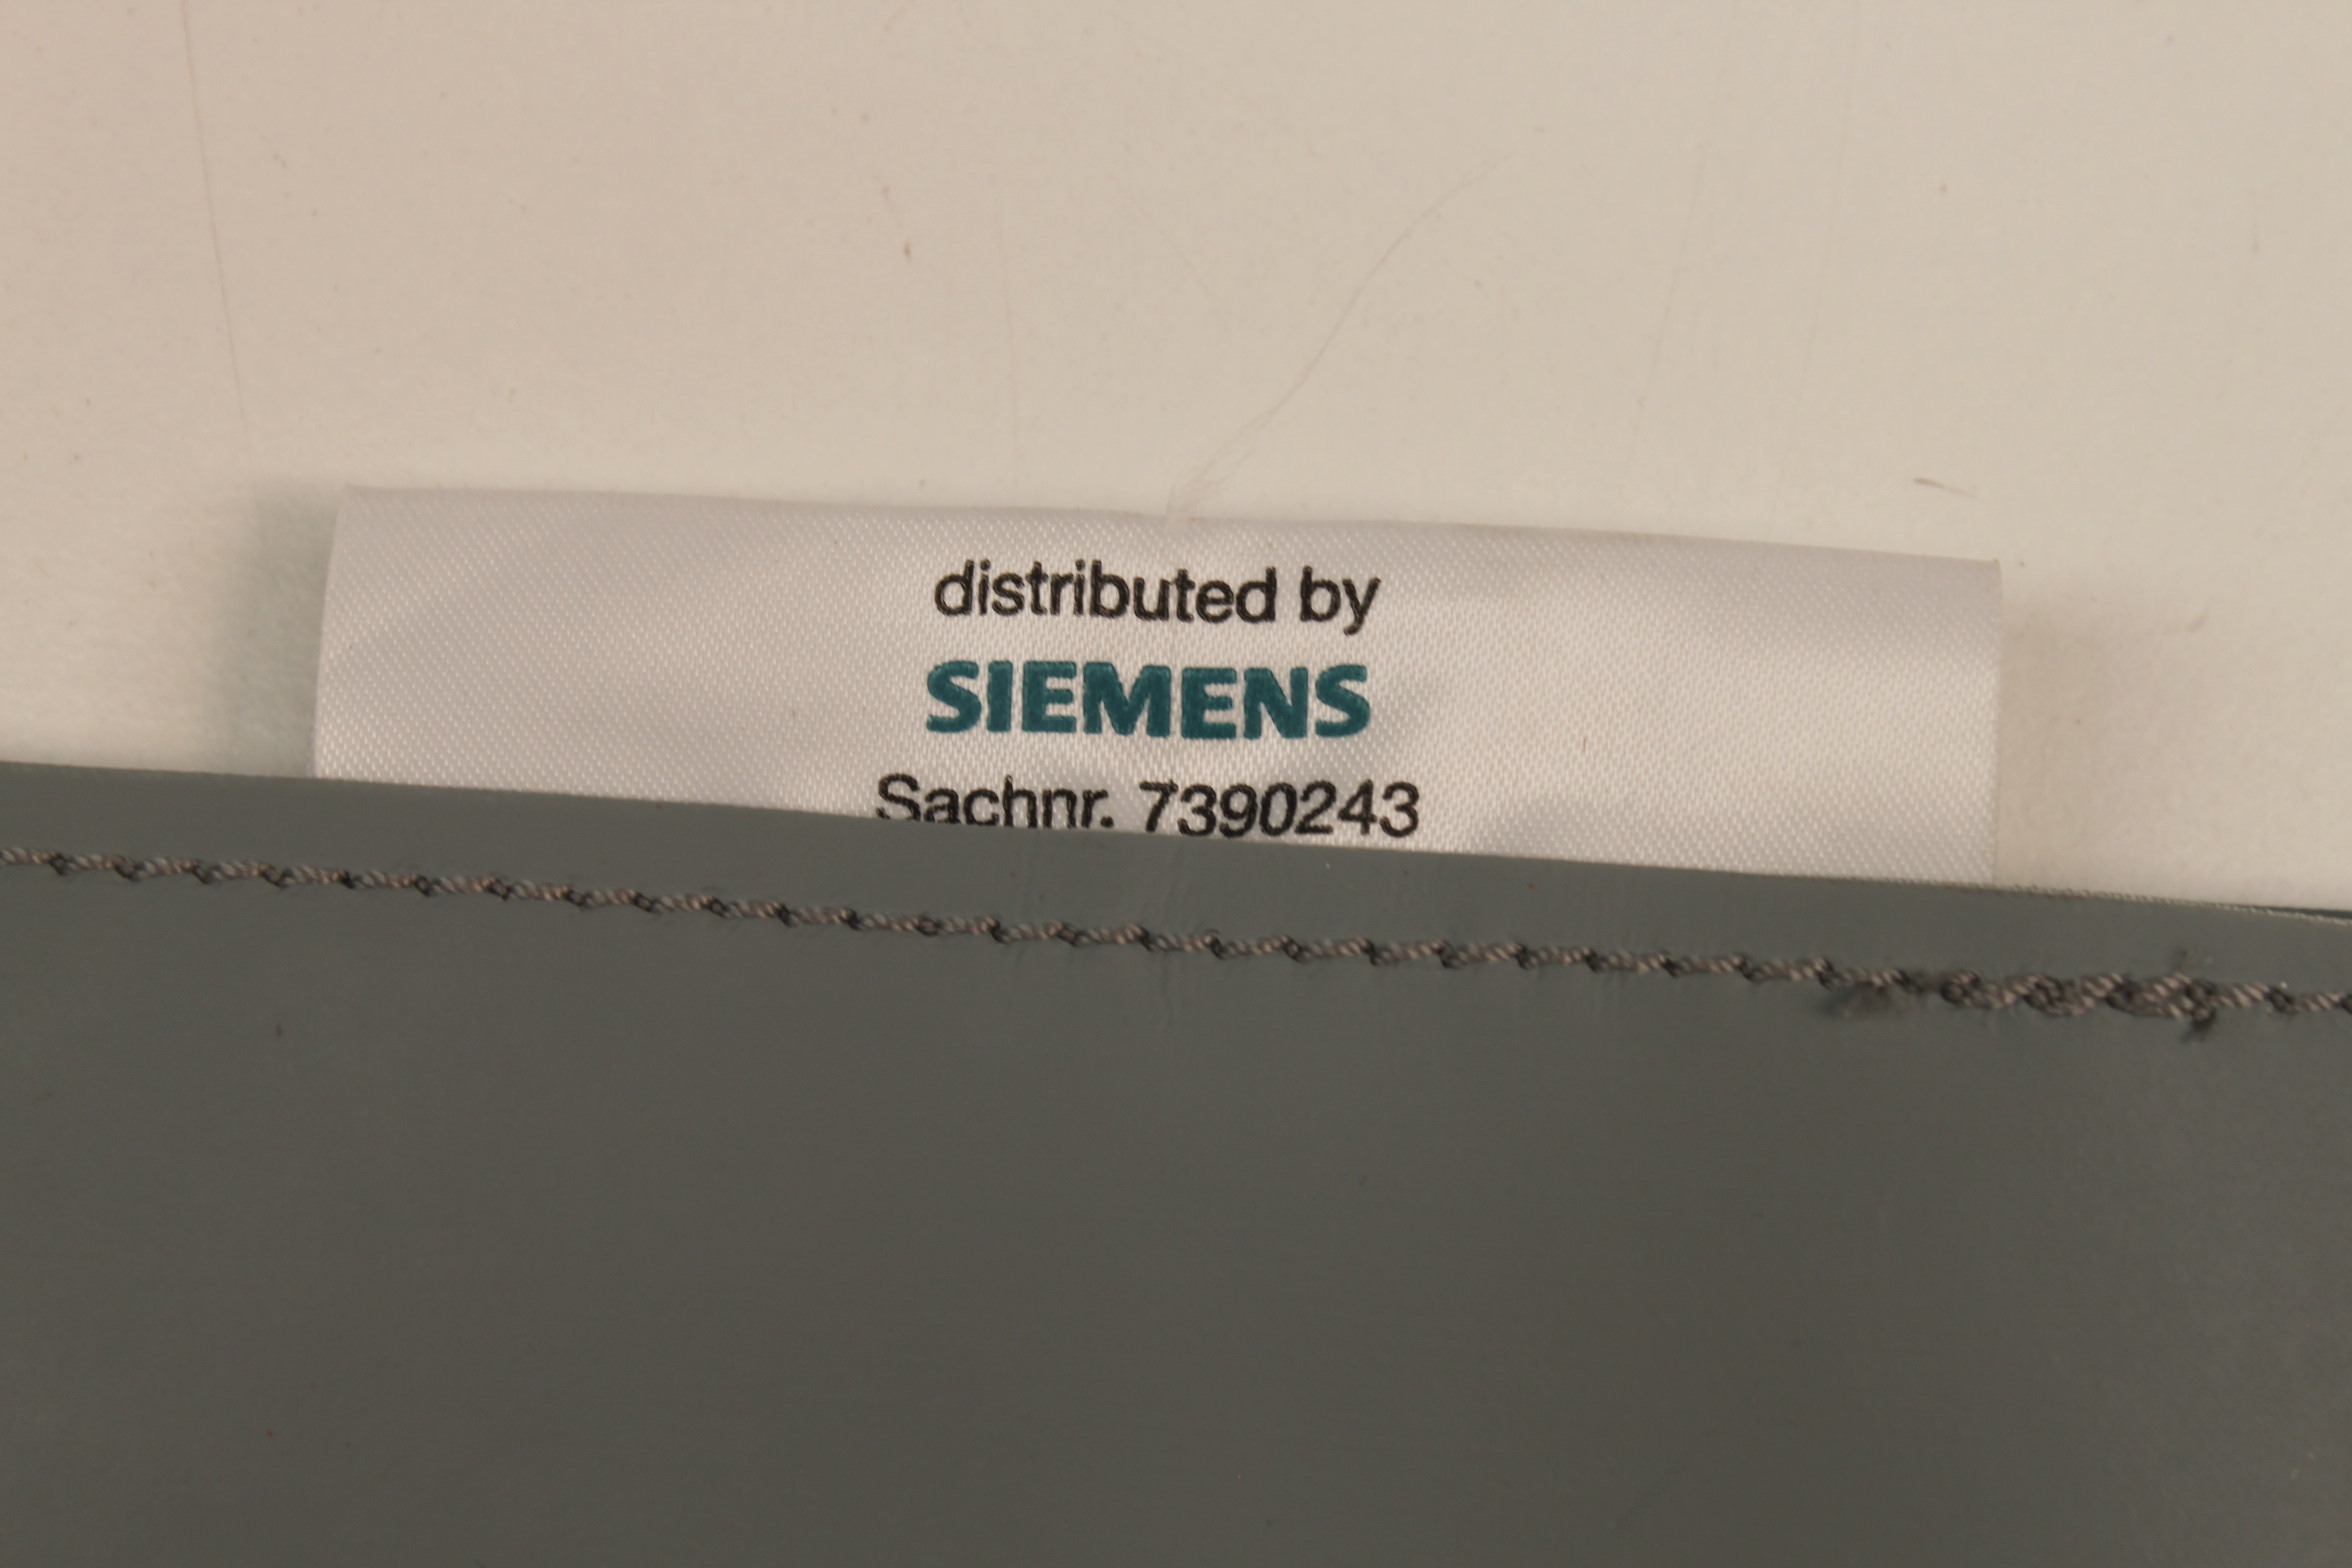 distributed by
SIEMENS
Sachnr. 7390243